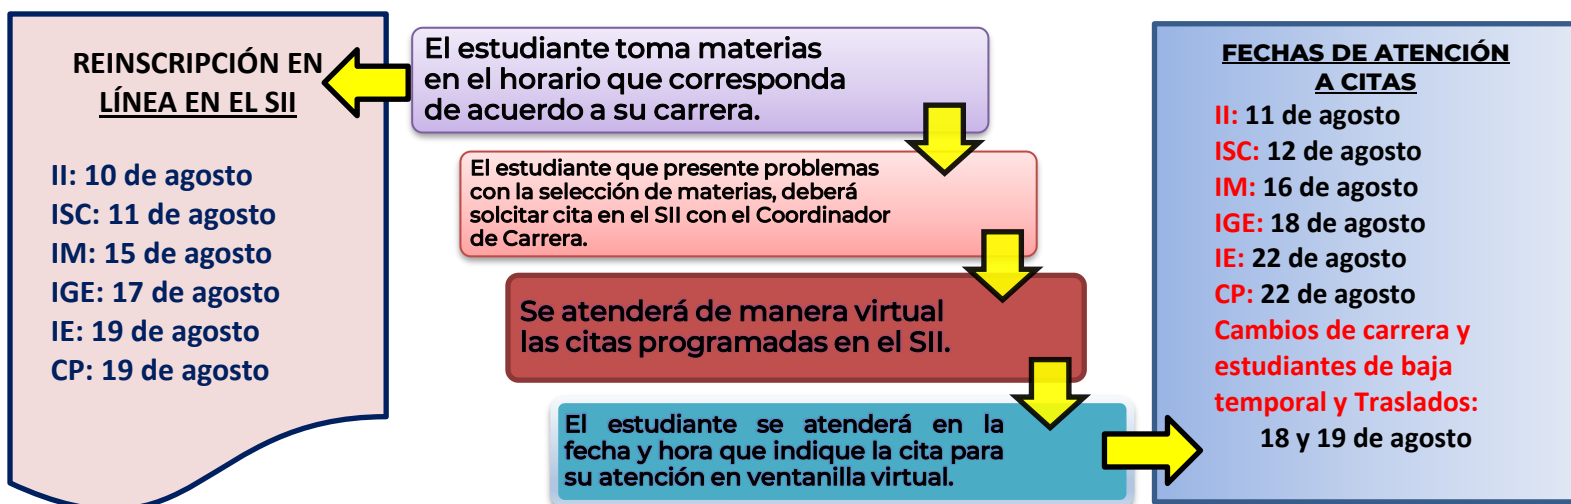 REINSCRIPCIÓN EN
LÍNEA EN EL SII
II: 10 de agosto
ISC: 11 de agosto
IM: 15 de agosto
IGE: 17 de agosto
IE: 19 de agosto
CP: 19 de agosto
El estudiante toma materias
en el horario que corresponda
de acuerdo a su carrera.
El estudiante que presente problemas
con la selección de materias, deberá
solcitar cita en el SII con el Coordinador
de Carrera.
Se atenderá de manera virtual
las citas programadas en el SII.
El estudiante se atenderá en la
fecha y hora que indique la cita para
su atención en ventanilla virtual.
FECHAS DE ATENCIÓN
A CITAS
II: 11 de agosto
ISC: 12 de agosto
IM: 16 de agosto
IGE: 18 de agosto
IE: 22 de agosto
CP: 22 de agosto
Cambios de carrera y
estudiantes de baja
temporal y Traslados:
18 y 19 de agosto